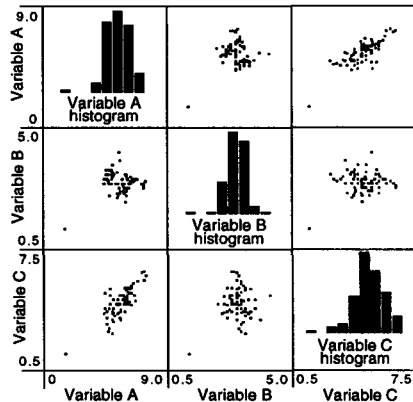 9.0
Variable A
0
Variable A
histogram
5.0
Variable B
0.5
Variable B
histogram
7.5
Variable C
0.5
Variable C
histogram
0 9.0 0.5 5.0 0.5 7.5
Variable A Variable B Variable C